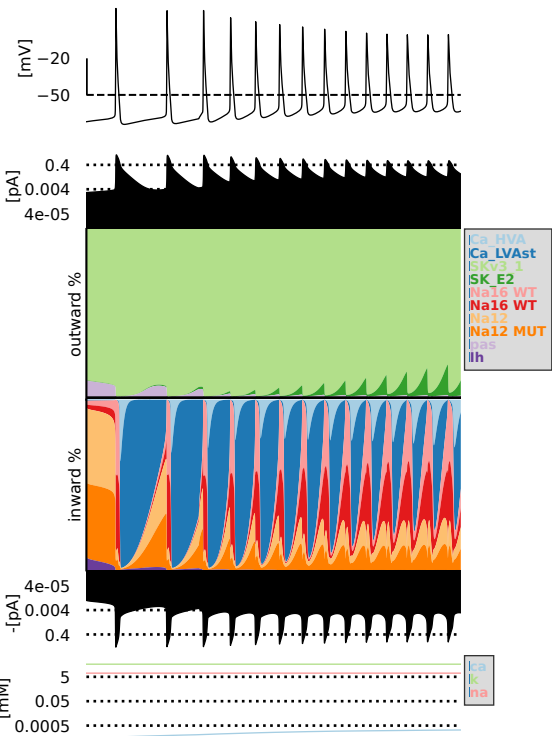 [mV]
−20
−50
[pA]
0.4
0.004
4e-05
outward %
Ca_HVA
Ca_LVAst
SKv3_1
SK_E2
Na16 WT
Na16 WT
Na12
Na12 MUT
pas
Ih
inward %
-[pA]
4e-05
0.004
0.4
[mM]
5
0.05
0.0005
ca
k
na